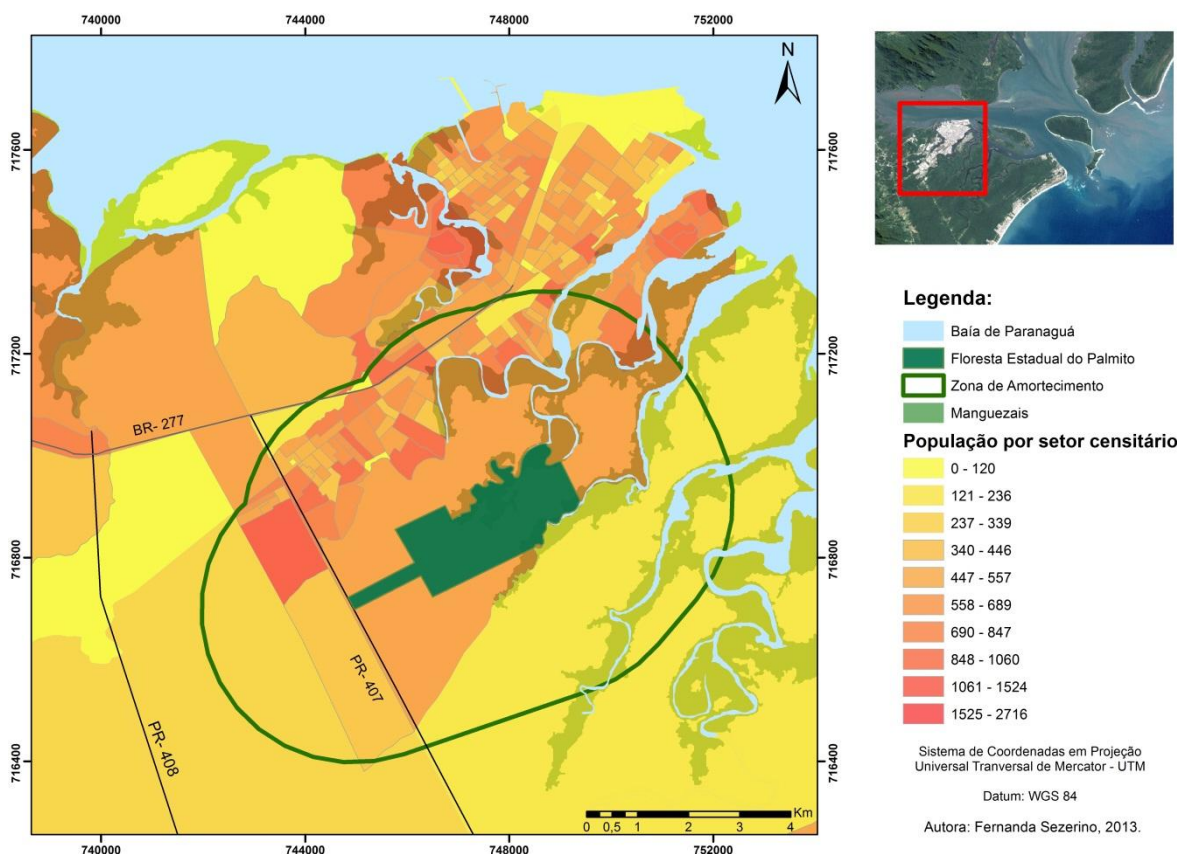 740000 744000 748000 752000
N
717600 717600
717200 717200
716800 716800
716400 716400
BR- 277
PR- 407
PR- 408
Km
0 0,5 1 2 3 4
740000 744000 748000 752000
Legenda:
Baía de Paranaguá
Floresta Estadual do Palmito
Zona de Amortecimento
Manguezais
População por setor censitário
0 - 120
121 - 236
237 - 339
340 - 446
447 - 557
558 - 689
690 - 847
848 - 1060
1061 - 1524
1525 - 2716
Sistema de Coordenadas em Projeção
Universal Tranversal de Mercator - UTM
Datum: WGS 84
Autora: Fernanda Sezerino, 2013.